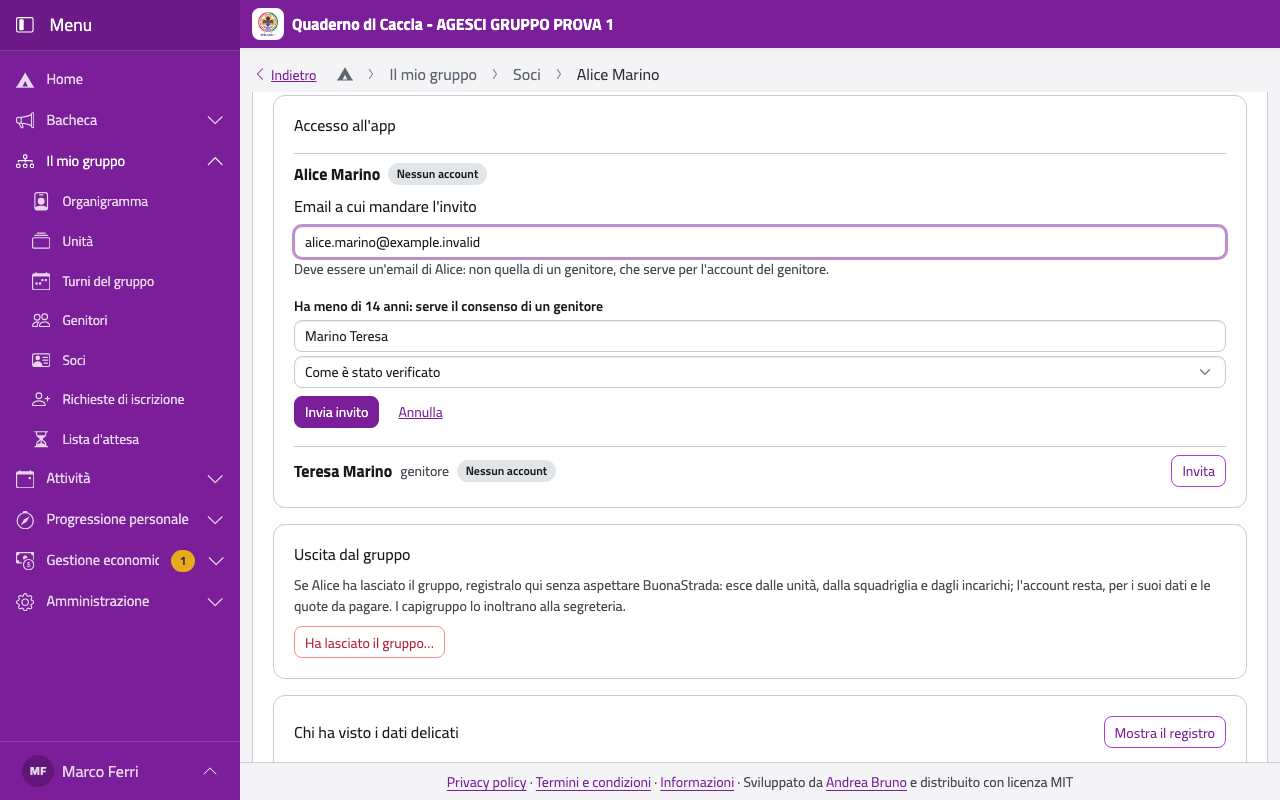 Menu
Quaderno di Caccia - AGESCI GRUPPO PROVA 1
Indietro
Il mio gruppo
Soci
Alice Marino
Home
Bacheca
Il mio gruppo
Organigramma
Unità
Turni del gruppo
Genitori
Soci
Richieste di iscrizione
Lista d'attesa
Attività
Progressione personale
Gestione economic
1
Amministrazione
MF
Marco Ferri
Accesso all'app
Alice Marino Nessun account
Email a cui mandare l'invito
alice.marino@example.invalid
Deve essere un'email di Alice: non quella di un genitore, che serve per l'account del genitore.
Ha meno di 14 anni: serve il consenso di un genitore
Marino Teresa
Come è stato verificato
Invia invito Annulla
Teresa Marino genitore Nessun account Invita
Uscita dal gruppo
Se Alice ha lasciato il gruppo, registralo qui senza aspettare BuonaStrada: esce dalle unità, dalla squadriglia e dagli incarichi; l'account resta, per i suoi dati e le
quote da pagare. I capigruppo lo inoltrano alla segreteria.
Ha lasciato il gruppo…
Chi ha visto i dati delicati Mostra il registro
Privacy policy · Termini e condizioni · Informazioni · Sviluppato da Andrea Bruno e distribuito con licenza MIT